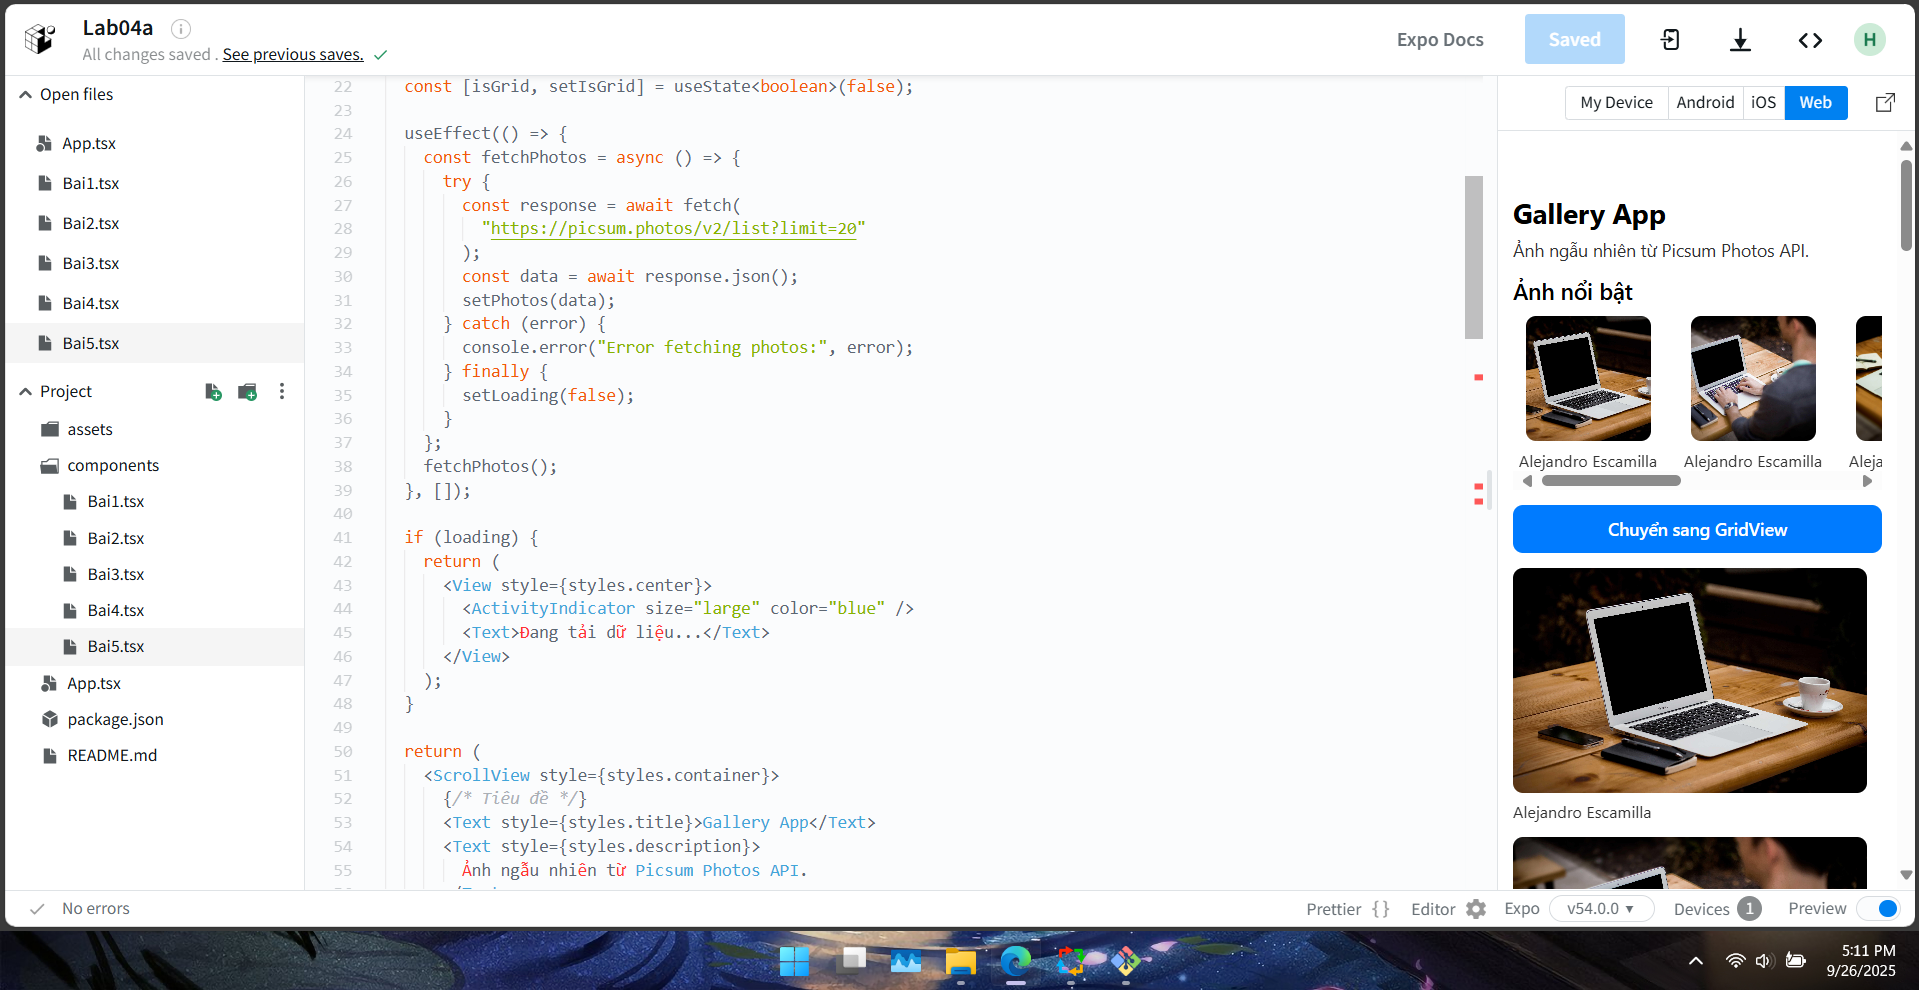 Lab04a
All changes saved . See previous saves.
Expo Docs
Saved
H
Open files
App.tsx
Bai1.tsx
Bai2.tsx
Bai3.tsx
Bai4.tsx
Bai5.tsx
Project
assets
components
Bai1.tsx
Bai2.tsx
Bai3.tsx
Bai4.tsx
Bai5.tsx
App.tsx
package.json
README.md
22 const [isGrid, setIsGrid] = useState<boolean>(false);
23
24 useEffect(() => {
25 const fetchPhotos = async () => {
26 try {
27 const response = await fetch(
28 "https://picsum.photos/v2/list?limit=20"
29 );
30 const data = await response.json();
31 setPhotos(data);
32 } catch (error) {
33 console.error("Error fetching photos:", error);
34 } finally {
35 setLoading(false);
36 }
37 };
38 fetchPhotos();
39 }, []);
40
41 if (loading) {
42 return (
43 <View style={styles.center}>
44 <ActivityIndicator size="large" color="blue" />
45 <Text>Đang tải dữ liệu...</Text>
46 </View>
47 );
48 }
49
50 return (
51 <ScrollView style={styles.container}>
52 {/* Tiêu đề */}
53 <Text style={styles.title}>Gallery App</Text>
54 <Text style={styles.description}>
55 Ảnh ngẫu nhiên từ Picsum Photos API.
My Device Android iOS Web
Gallery App
Ảnh ngẫu nhiên từ Picsum Photos API.
Ảnh nổi bật
Alejandro Escamilla Alejandro Escamilla Aleja
Chuyển sang GridView
Alejandro Escamilla
No errors
Prettier {} Editor Expo v54.0.0 Devices 1 Preview
5:11 PM
9/26/2025